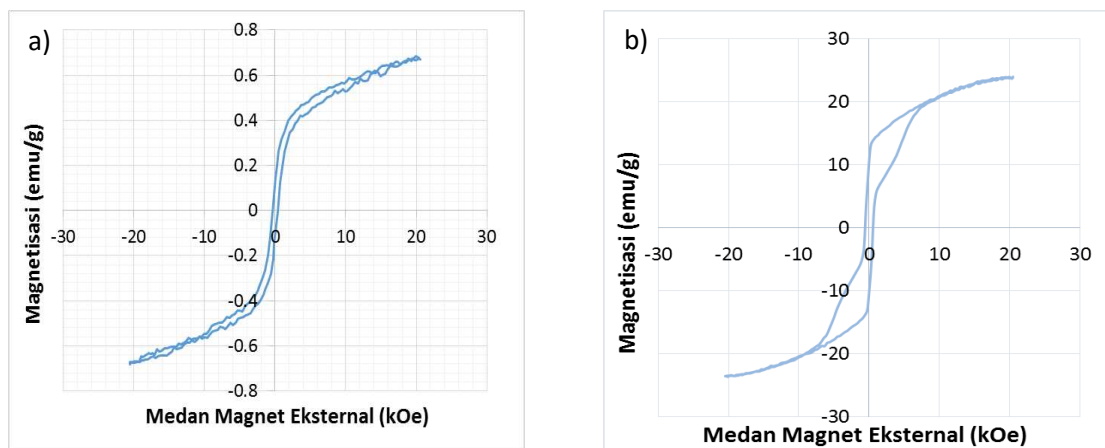 a)
0.8
0.6
0.4
0.2
0
-0.2
-0.4
-0.6
-0.8
-30 -20 -10 0 10 20 30
Magnetisasi (emu/g)
Medan Magnet Eksternal (kOe)
b)
30
20
10
0
-10
-20
-30
-30 -20 -10 0 10 20 30
Magnetisasi (emu/g)
Medan Magnet Eksternal (kOe)